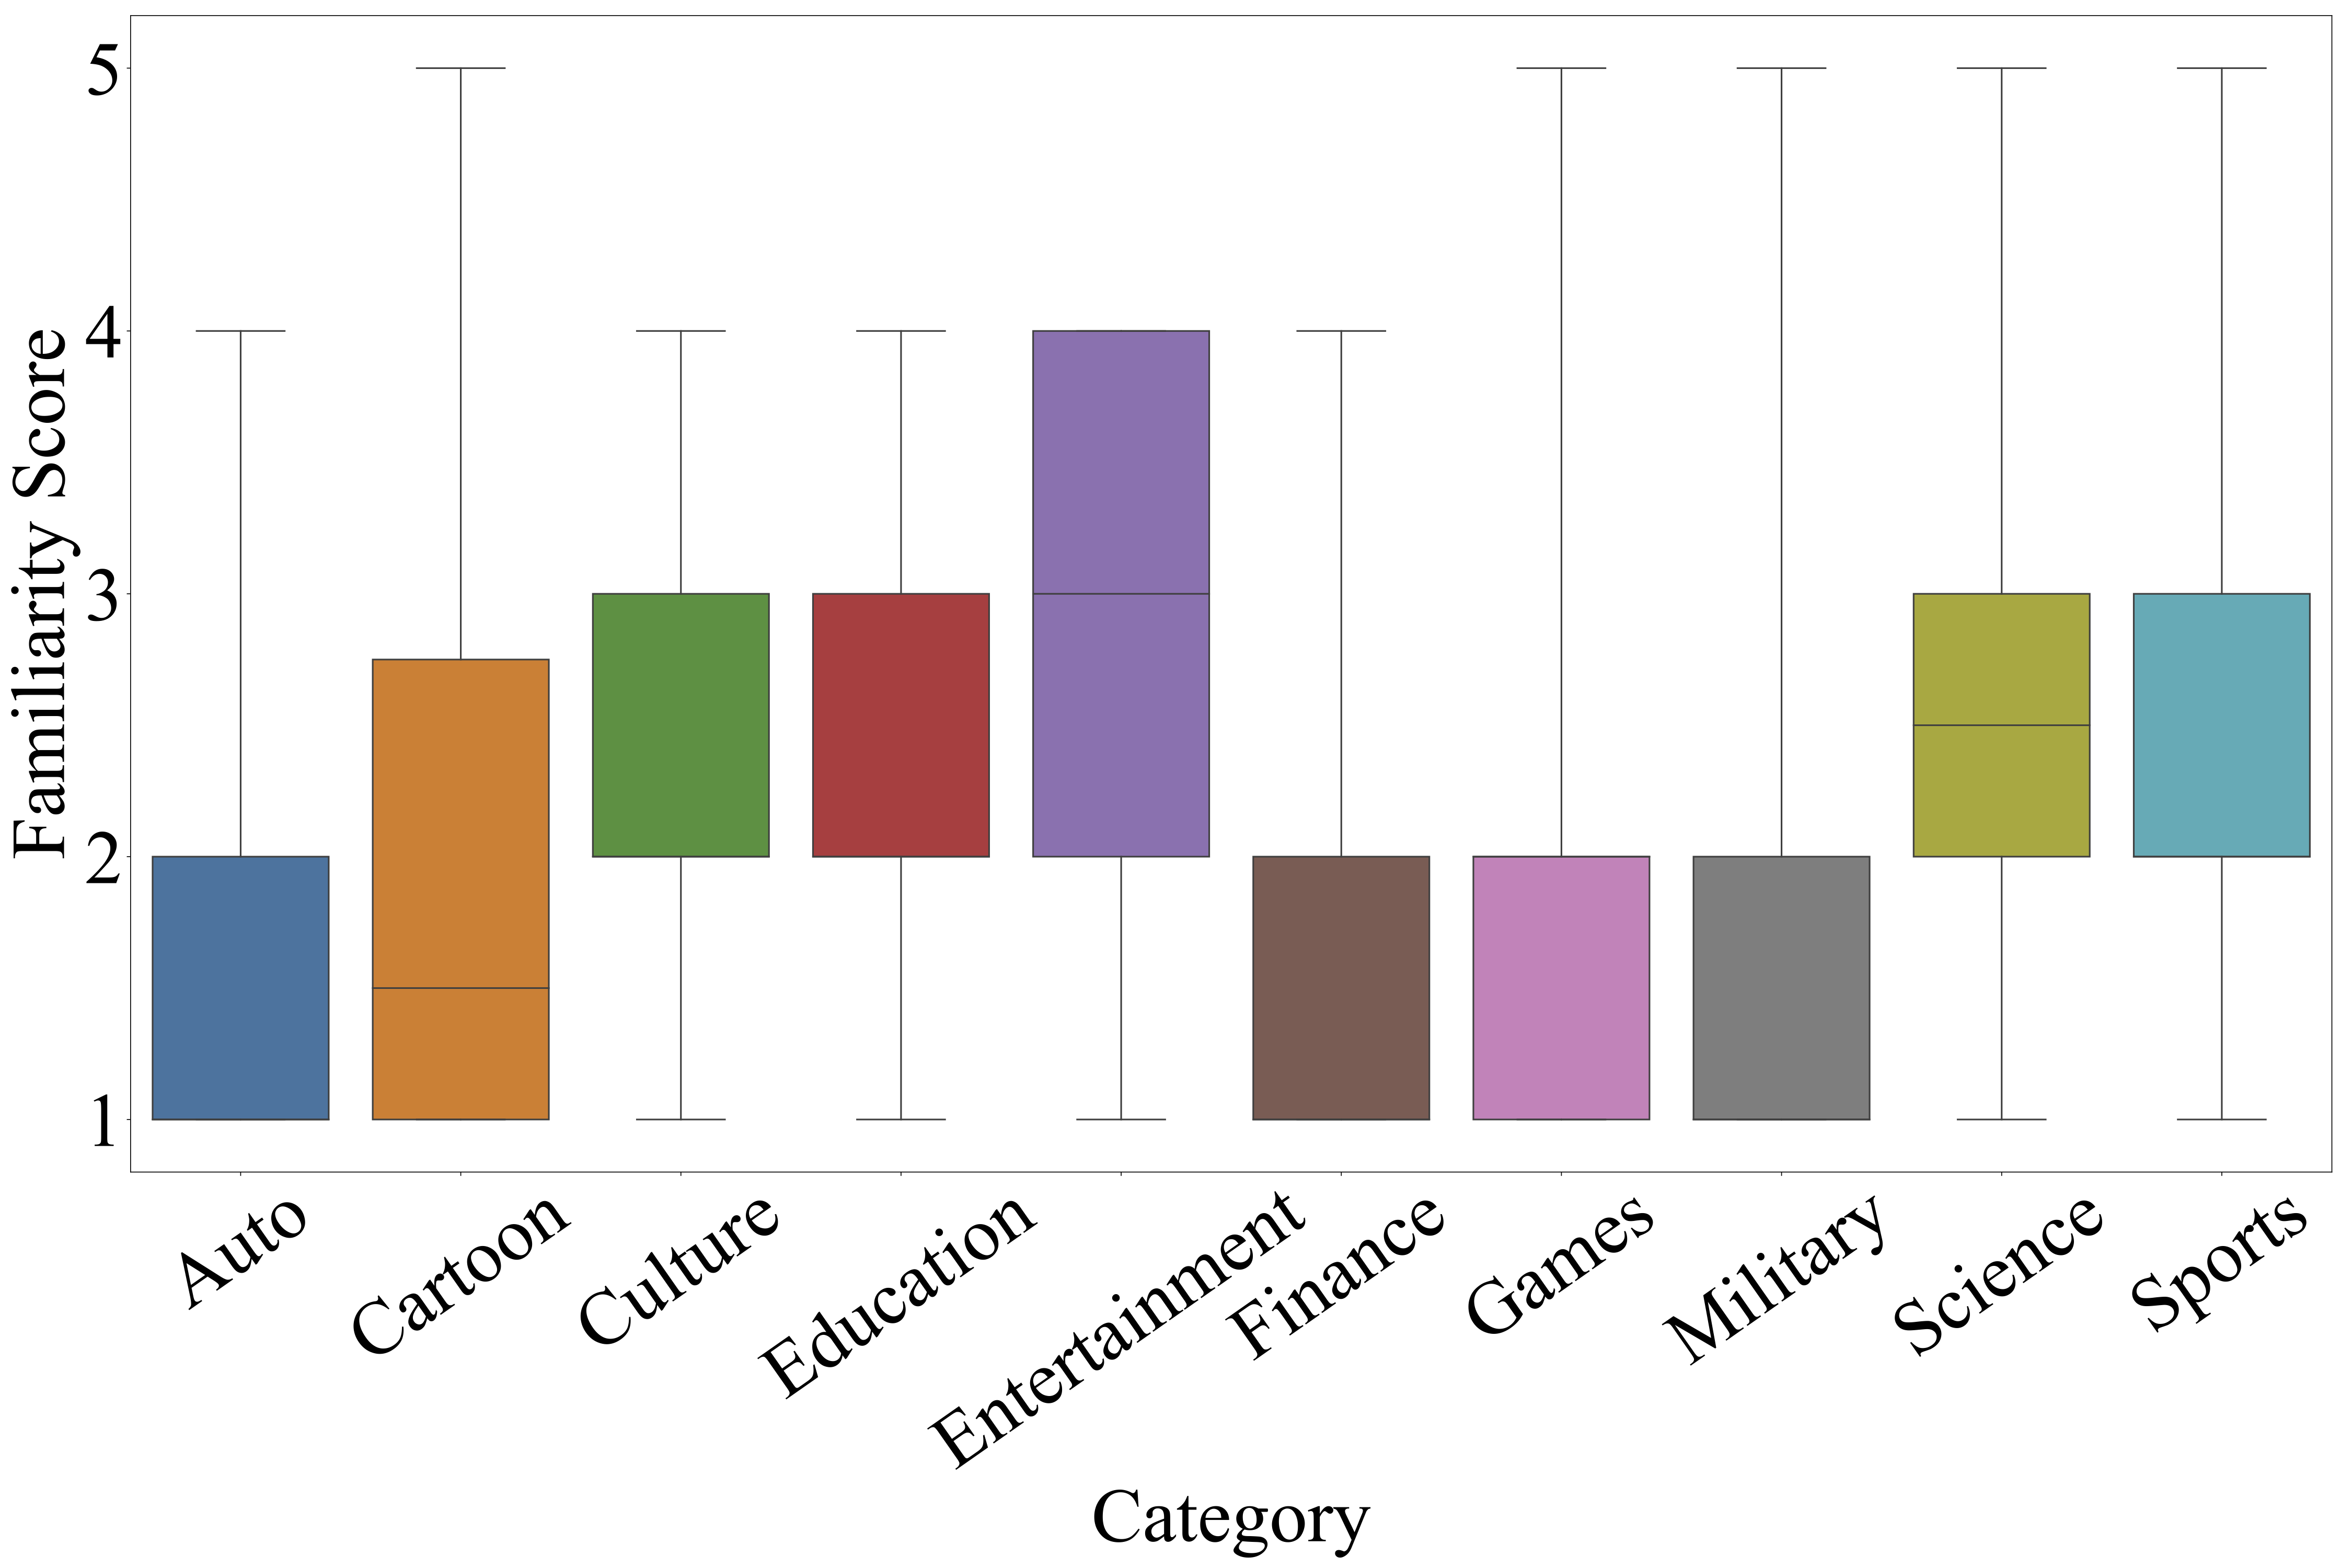 Familiarity Score
5
4
3
2
1
Auto
Cartoon
Culture
Education
Entertainment
Finance
Games
Military
Science
Sports
Category